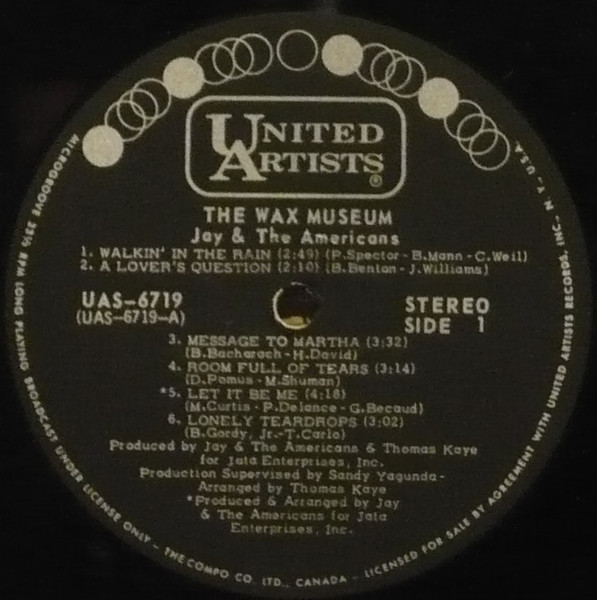 UNITED
ARTISTS®
THE WAX MUSEUM
Jay & The Americans
1. WALKIN' IN THE RAIN (2:49) (P.Spector - B.Mann - C.Weil)
2. A LOVER'S QUESTION (2:10) (B.Benton - J.Williams)
UAS-6719
(UAS-6719-A)
STEREO
SIDE 1
3. MESSAGE TO MARTHA (3:32)
(B.Bacharach - H.David)
4. ROOM FULL OF TEARS (3:14)
(D.Pomus - M.Shuman)
*5. LET IT BE ME (4:18)
(M.Curtis - P.Delance - G.Becaud)
6. LONELY TEARDROPS (3:02)
(B.Gordy, Jr.-T.Carlo)
Produced by Jay & The Americans & Thomas Kaye
for Jata Enterprises, Inc.
Production Supervised by Sandy Yagunda-
Arranged by Thomas Kaye
*Produced & Arranged by Jay
& The Americans for Jata
Enterprises, Inc.
MICROGROOVE 33⅓ RPM LONG PLAYING BROADCAST UNDER LICENSE ONLY - THE COMPO CO. LTD., CANADA - LICENSED FOR SALE BY AGREEMENT WITH UNITED ARTISTS RECORDS, INC. - N.Y. U.S.A.